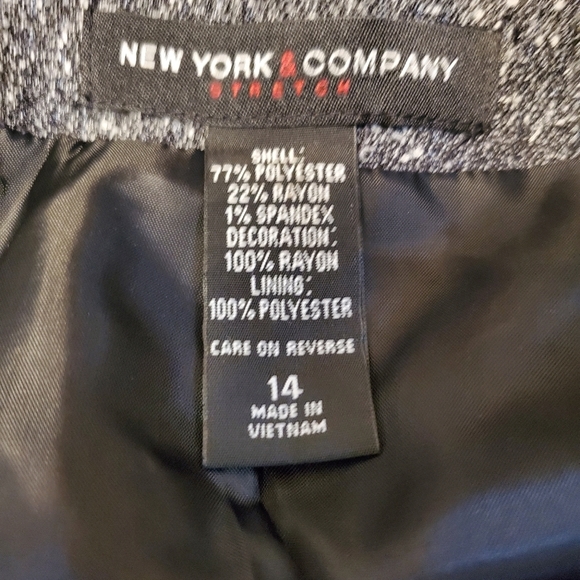 NEW YORK & COMPANY
STRETCH
SHELL:
77% POLYESTER
22% RAYON
1% SPANDEX
DECORATION:
100% RAYON
LINING:
100% POLYESTER
CARE ON REVERSE
14
MADE IN
VIETNAM